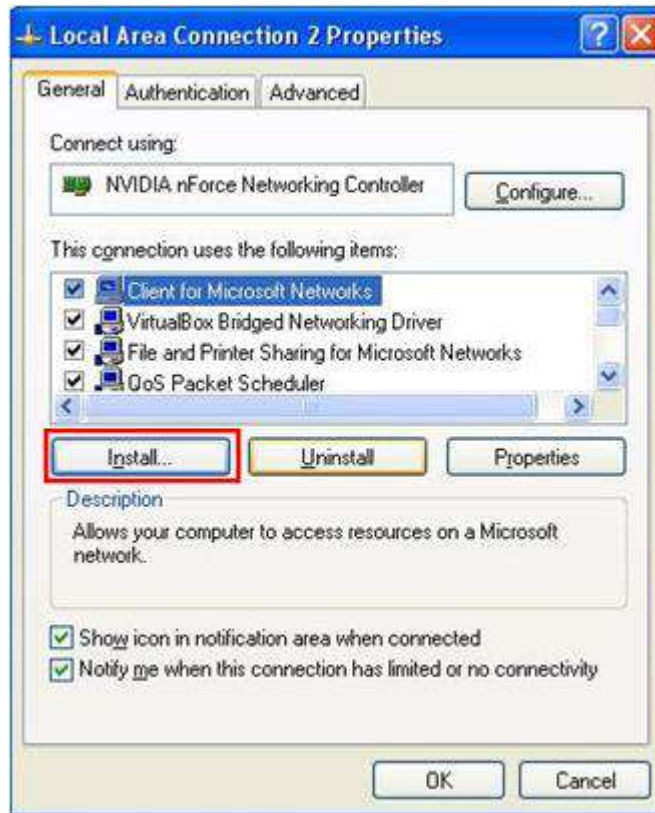 Local Area Connection 2 Properties
General Authentication Advanced
Connect using:
NVIDIA nForce Networking Controller Configure...
This connection uses the following items:
Client for Microsoft Networks
VirtualBox Bridged Networking Driver
File and Printer Sharing for Microsoft Networks
QoS Packet Scheduler
Install... Uninstall Properties
Description
Allows your computer to access resources on a Microsoft
network.
Show icon in notification area when connected
Notify me when this connection has limited or no connectivity
OK Cancel